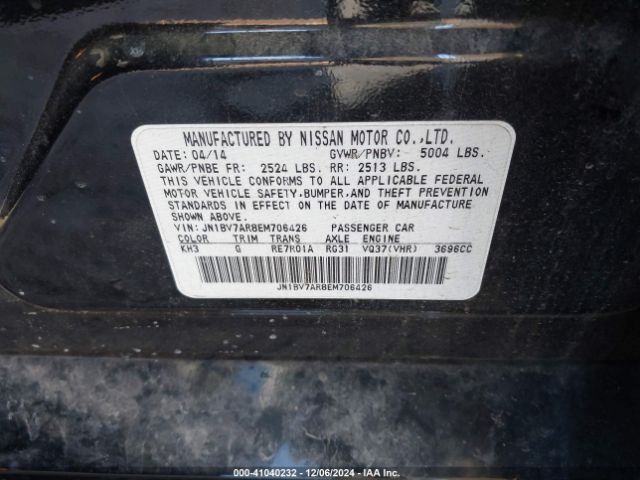 MANUFACTURED BY NISSAN MOTOR CO.,LTD.
DATE: 04/14 GVWR/PNBV: 5004 LBS.
GAWR/PNBE FR: 2524 LBS. RR: 2513 LBS.
THIS VEHICLE CONFORMS TO ALL APPLICABLE FEDERAL
MOTOR VEHICLE SAFETY, BUMPER, AND THEFT PREVENTION
STANDARDS IN EFFECT ON THE DATE OF MANUFACTURE
SHOWN ABOVE.
VIN: JN1BV7AR8EM706426 PASSENGER CAR
COLOR TRIM TRANS AXLE ENGINE
KH3 G RE7R01A RG31 VQ37(VHR) 3696CC
JN1BV7AR8EM706426
000-41040232 - 12/06/2024 - IAA Inc.